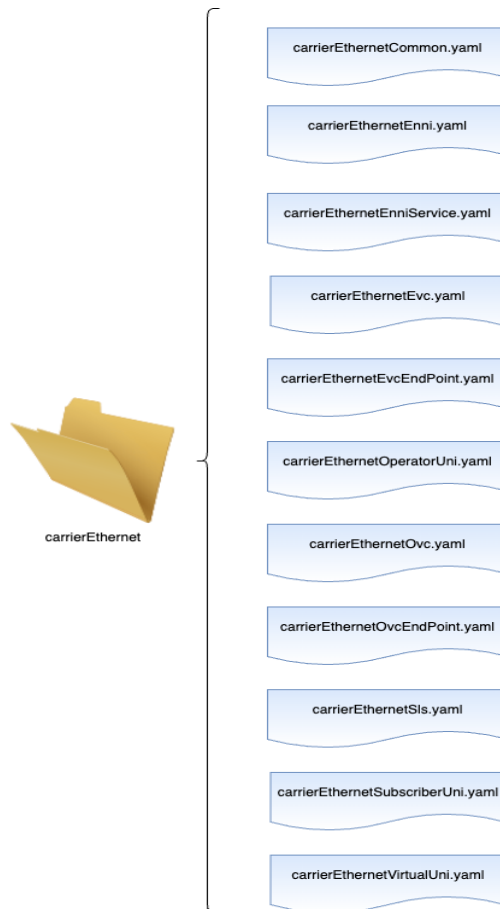 carrierEthernetCommon.yaml
carrierEthernetEnni.yaml
carrierEthernetEnniService.yaml
carrierEthernetEvc.yaml
carrierEthernetEvcEndPoint.yaml
carrierEthernetOperatorUni.yaml
carrierEthernet
carrierEthernetOvc.yaml
carrierEthernetOvcEndPoint.yaml
carrierEthernetSls.yaml
carrierEthernetSubscriberUni.yaml
carrierEthernetVirtualUni.yaml